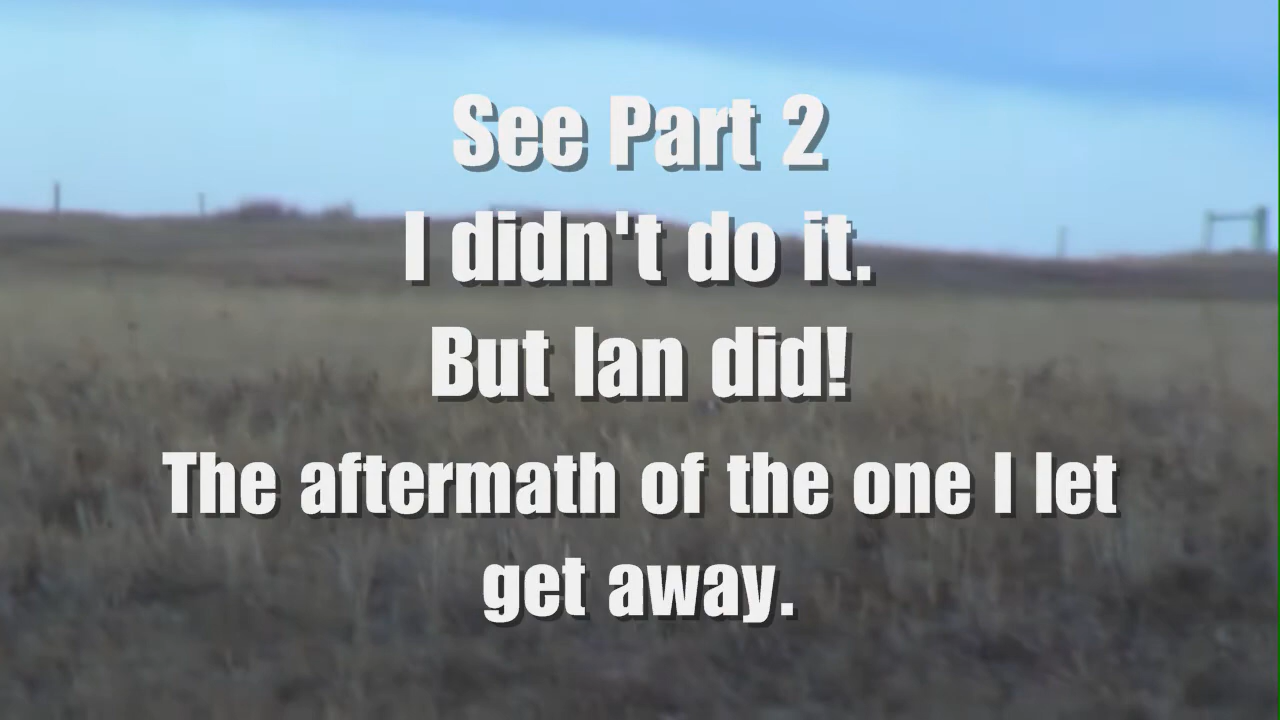 See Part 2
I didn't do it.
But Ian did!
The aftermath of the one I let
get away.